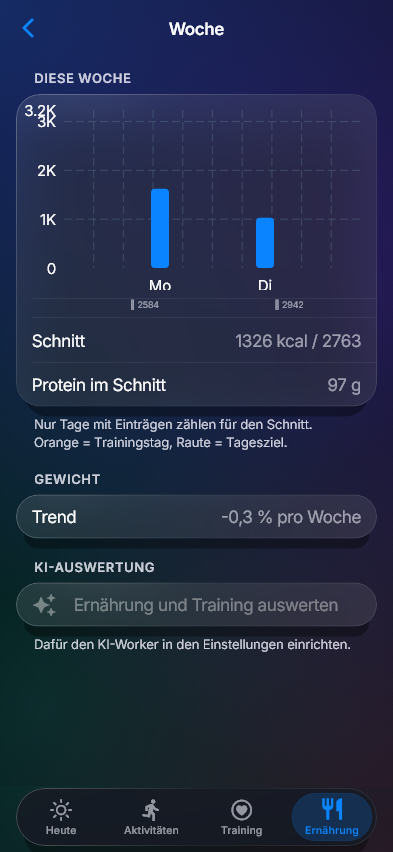 Woche
DIESE WOCHE
3.2K
3K
2K
1K
0
Mo Di
2584 2942
Schnitt 1326 kcal / 2763
Protein im Schnitt 97 g
Nur Tage mit Einträgen zählen für den Schnitt.
Orange = Trainingstag, Raute = Tagesziel.
GEWICHT
Trend -0,3 % pro Woche
KI-AUSWERTUNG
Ernährung und Training auswerten
Dafür den KI-Worker in den Einstellungen einrichten.
Heute Aktivitäten Training Ernährung